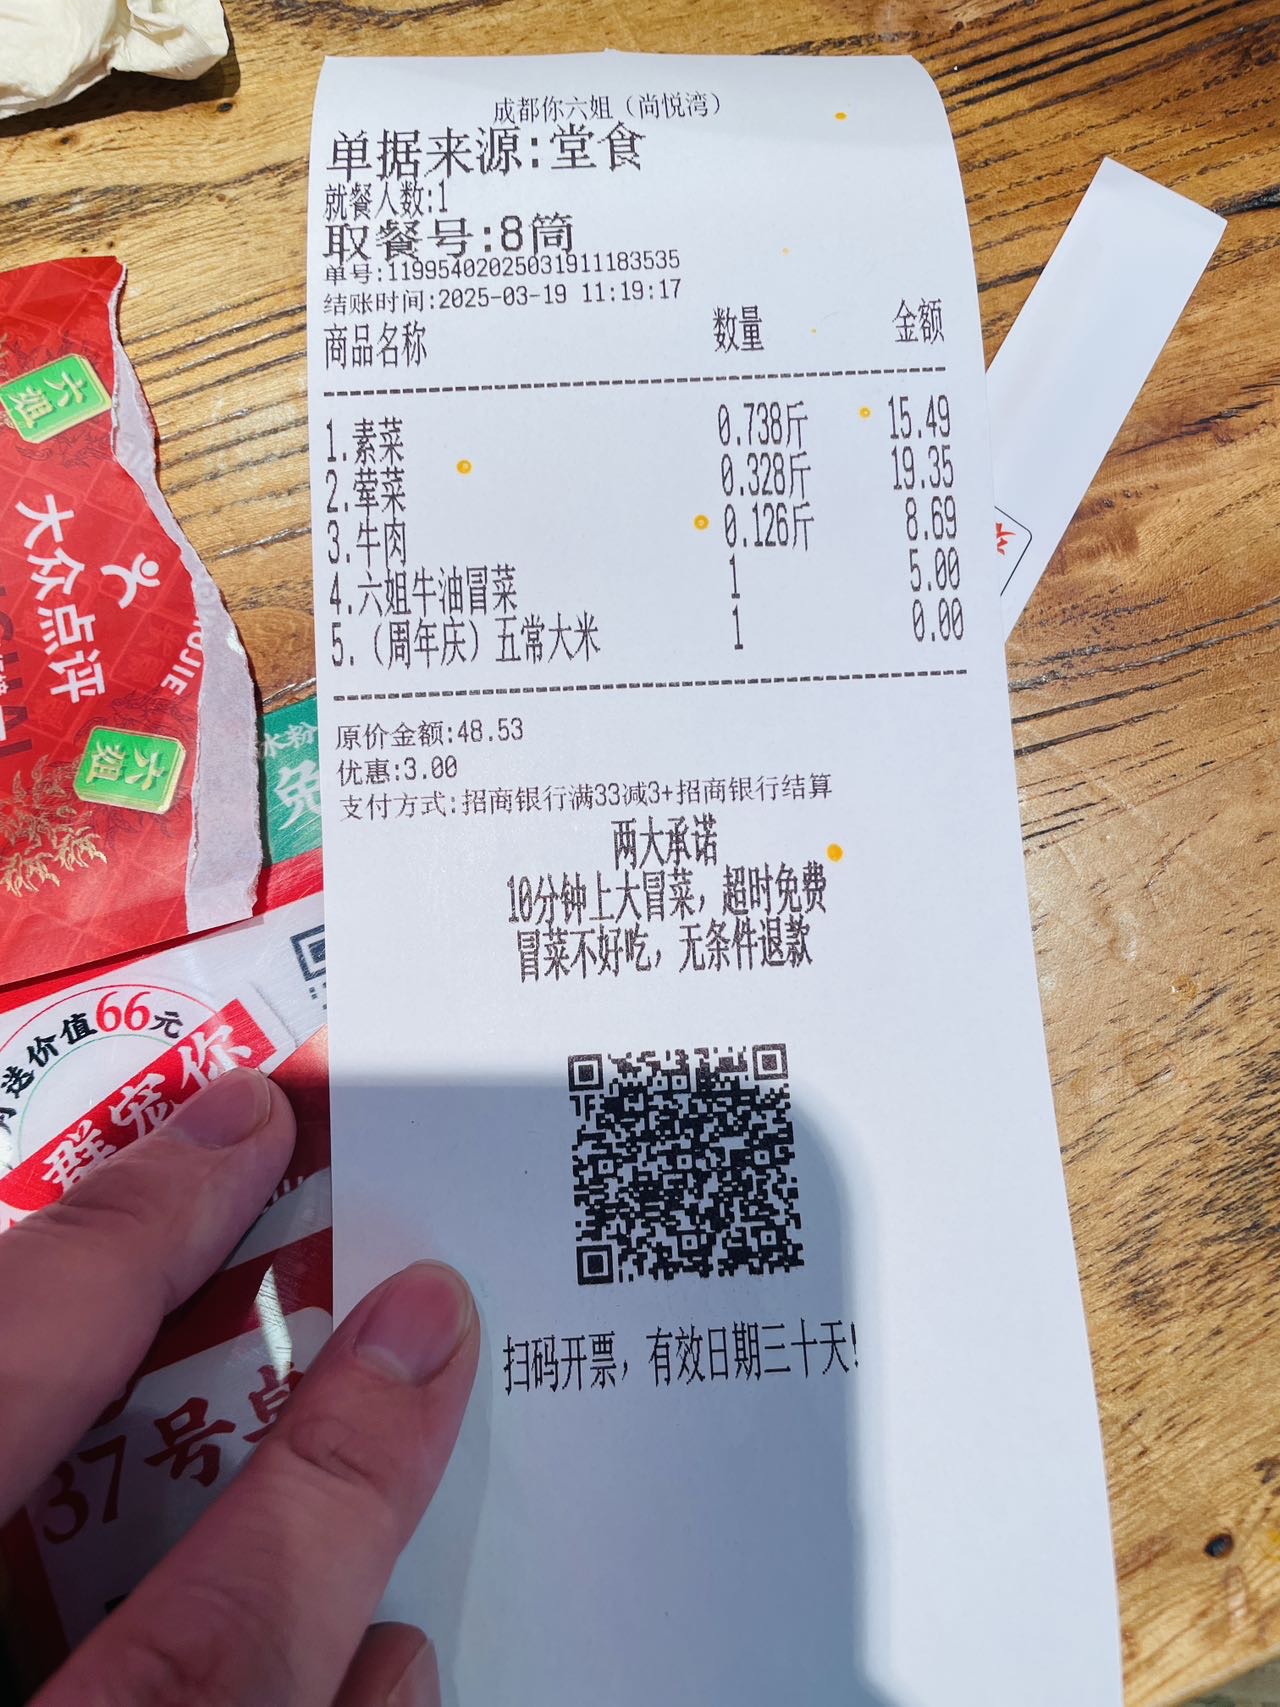 成都你六姐（尚悦湾）
单据来源:堂食
就餐人数:1
取餐号:8筒
单号:11995402025031911183535
结账时间:2025-03-19 11:19:17
商品名称 数量 金额
1.素菜 0.738斤 15.49
2.荤菜 0.328斤 19.35
3.牛肉 0.126斤 8.69
4.六姐牛油冒菜 1 5.00
5.（周年庆）五常大米 1 0.00
原价金额:48.53
优惠:3.00
支付方式:招商银行满33减3+招商银行结算
两大承诺
10分钟上大冒菜，超时免费
冒菜不好吃，无条件退款
扫码开票，有效日期三十天!
六姐
大众点评
六姐
水粉
免
价值66元
群宠你
37号桌